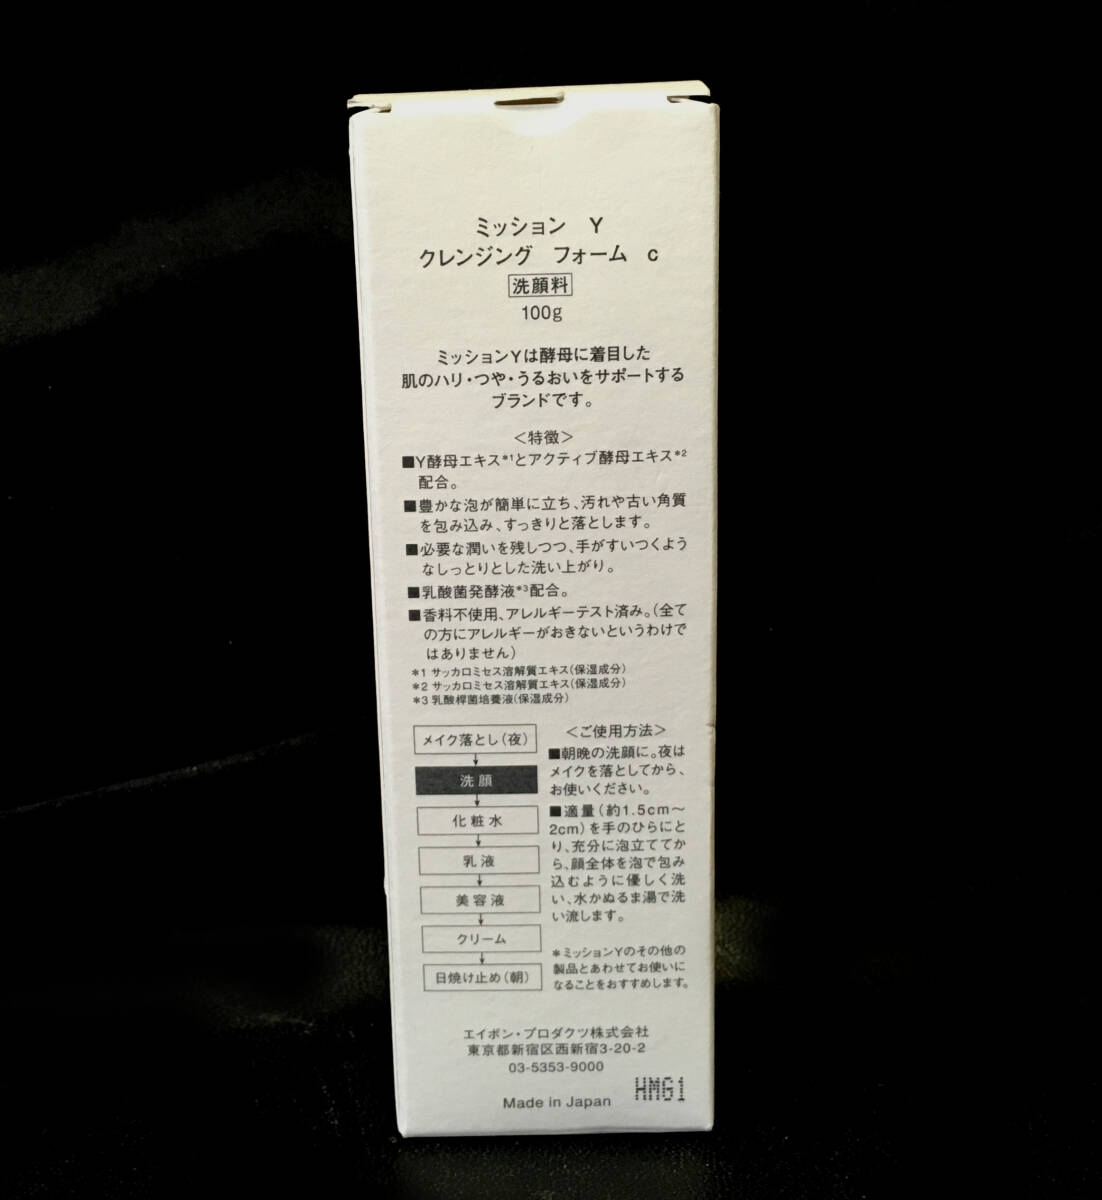 ミッション Y
クレンジング フォーム c
洗顔料
100g
ミッションYは酵母に着目した
肌のハリ・つや・うるおいをサポートする
ブランドです。
＜特徴＞
■Y酵母エキス*1とアクティブ酵母エキス*2
配合。
■豊かな泡が簡単に立ち、汚れや古い角質
を包み込み、すっきりと落とします。
■必要な潤いを残しつつ、手がすいつくよう
なしっとりとした洗い上がり。
■乳酸菌発酵液*3配合。
■香料不使用、アレルギーテスト済み。（全て
の方にアレルギーがおきないというわけで
はありません）
*1 サッカロミセス溶解質エキス（保湿成分）
*2 サッカロミセス溶解質エキス（保湿成分）
*3 乳酸桿菌培養液（保湿成分）
メイク落とし（夜）
洗顔
化粧水
乳液
美容液
クリーム
日焼け止め（朝）
＜ご使用方法＞
■朝晩の洗顔に。夜は
メイクを落としてから、
お使いください。
■適量（約1.5cm～
2cm）を手のひらにと
り、充分に泡立ててか
ら、顔全体を泡で包み
込むように優しく洗
い、水かぬるま湯で洗
い流します。
*ミッションYのその他の
製品とあわせてお使いに
なることをおすすめします。
エイボン・プロダクツ株式会社
東京都新宿区西新宿3-20-2
03-5353-9000
Made in Japan
HMG1